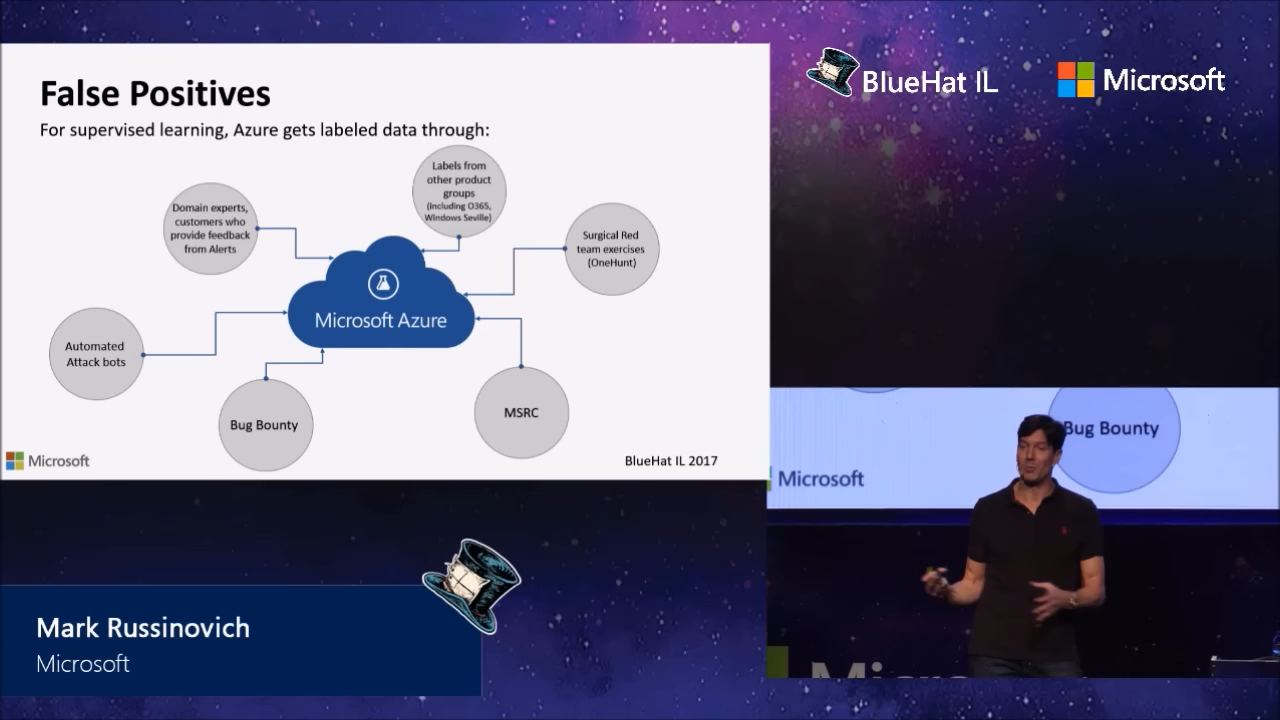 False Positives
For supervised learning, Azure gets labeled data through:
Labels from
other product
groups
(including O365,
Windows Seville)
Domain experts,
customers who
provide feedback
from Alerts
Surgical Red
team exercises
(OneHunt)
Microsoft Azure
Automated
Attack bots
Bug Bounty
MSRC
Microsoft
BlueHat IL 2017
BlueHat IL
Microsoft
Bug Bounty
Microsoft
Mark Russinovich
Microsoft